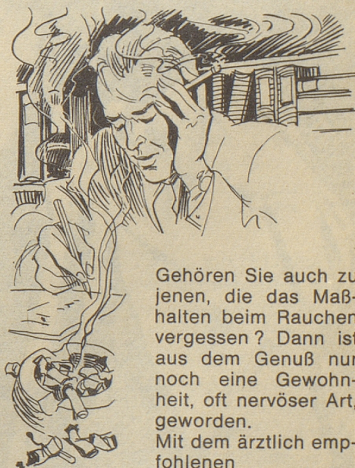 Gehören Sie auch zu
jenen, die das Maß-
halten beim Rauchen
vergessen? Dann ist
aus dem Genuß nur
noch eine Gewohn-
heit, oft nervöser Art,
geworden.
Mit dem ärztlich emp-
fohlenen